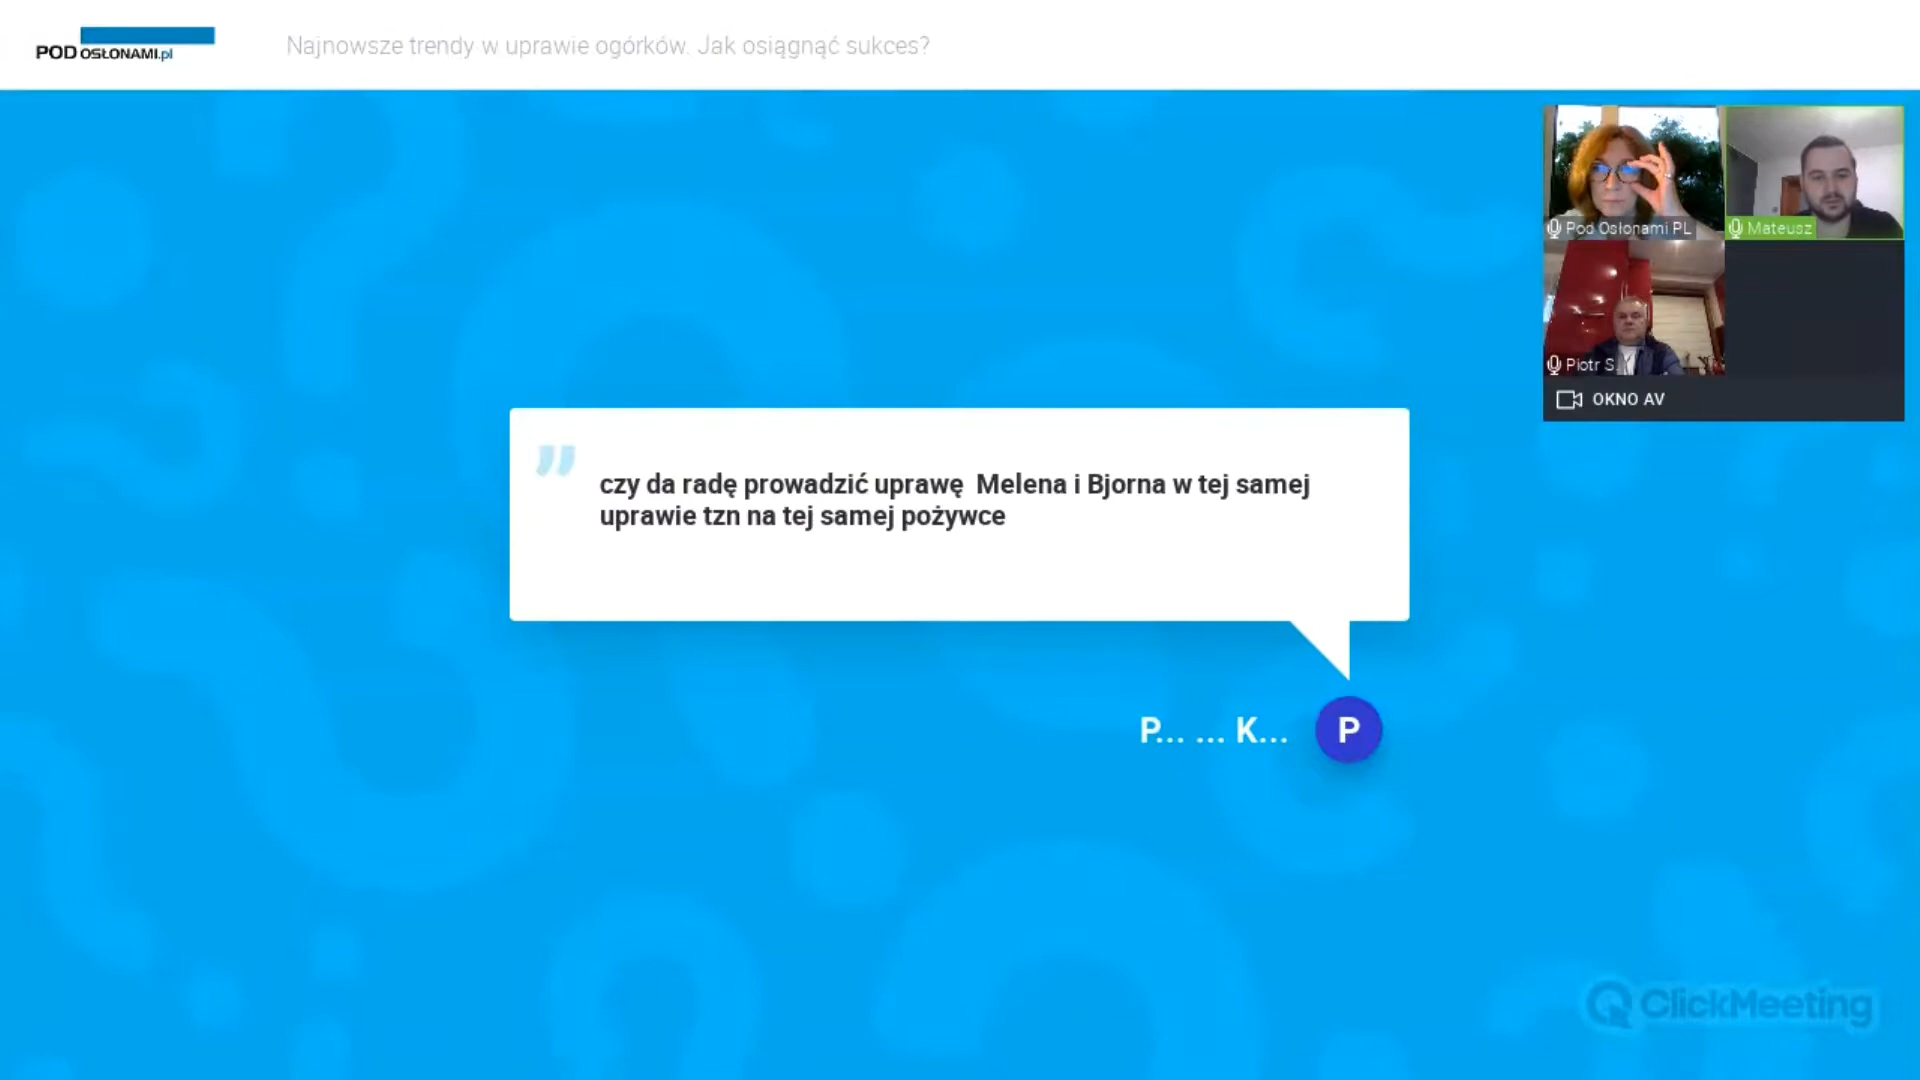 POD OSŁONAMI.pl
Najnowsze trendy w uprawie ogórków. Jak osiągnąć sukces?
Pod Osłonami PL
Mateusz
Piotr S.
OKNO AV
czy da radę prowadzić uprawę  Melena i Bjorna w tej samej
uprawie tzn na tej samej pożywce
P... ... K...
P
ClickMeeting